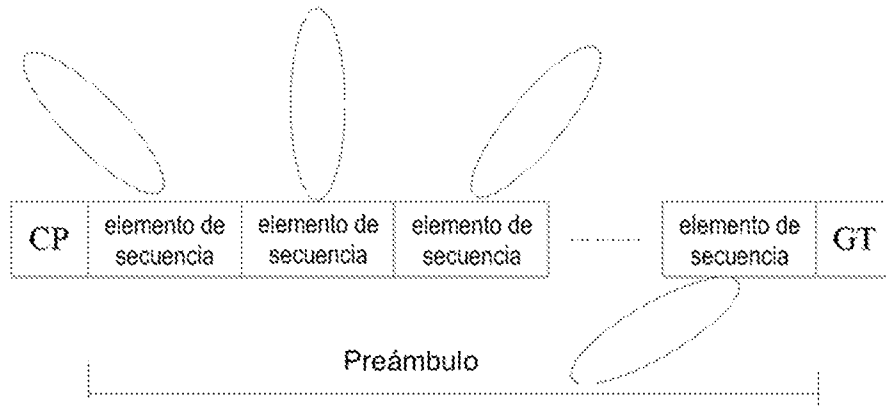 CP
elemento de
secuencia
elemento de
secuencia
elemento de
secuencia
elemento de
secuencia
GT
Preámbulo